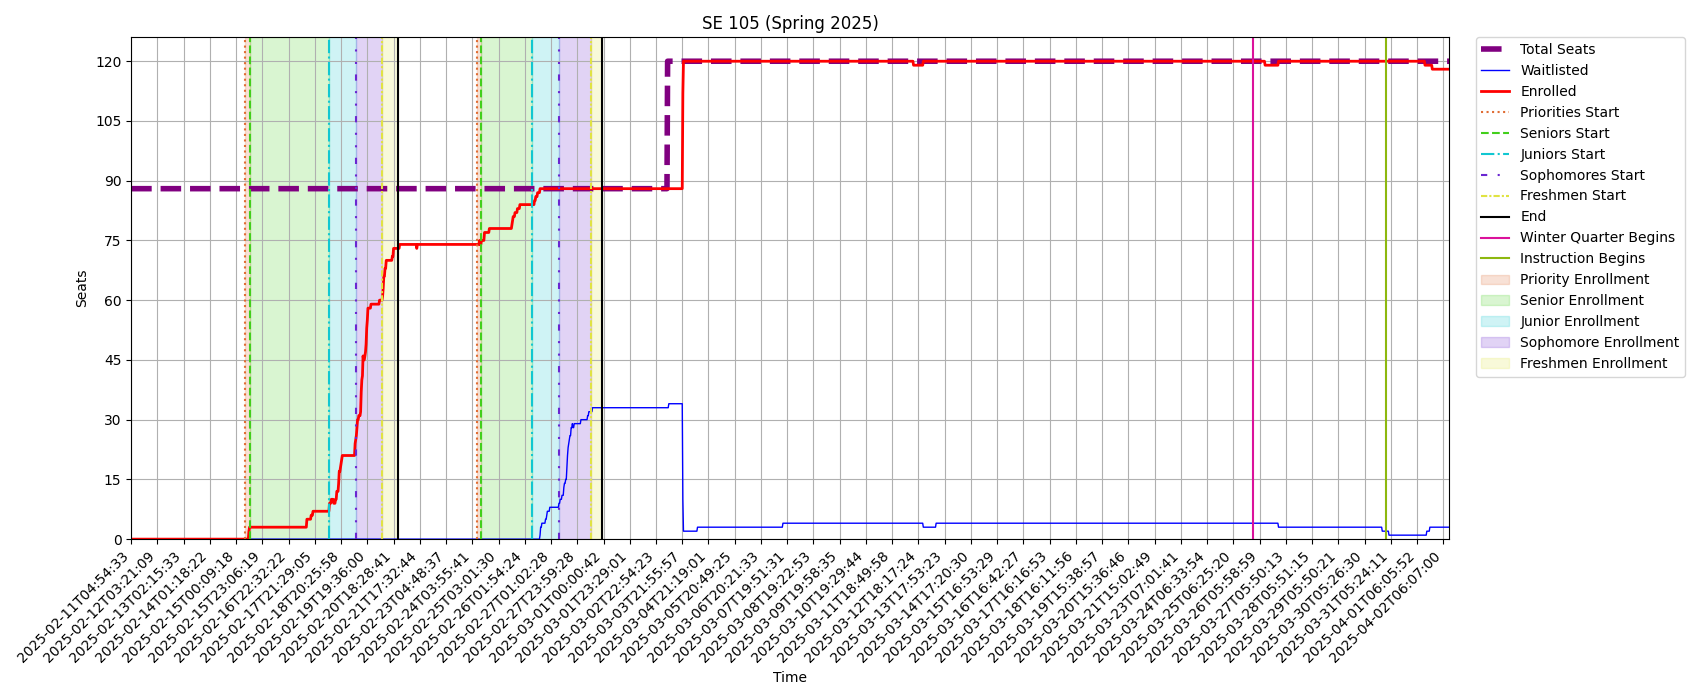 SE 105 (Spring 2025)
120
105
90
75
60
45
30
15
0
Seats
2025-02-11T04:54:33
2025-02-12T03:21:09
2025-02-13T02:15:33
2025-02-14T01:18:22
2025-02-15T00:09:18
2025-02-15T23:06:19
2025-02-16T22:32:22
2025-02-17T21:29:05
2025-02-18T20:25:58
2025-02-19T19:36:00
2025-02-20T18:28:41
2025-02-21T17:32:44
2025-02-23T04:48:37
2025-02-25T03:55:41
2025-02-26T03:01:30
2025-02-26T01:54:24
2025-02-27T01:02:28
2025-02-27T23:59:28
2025-03-01T00:00:42
2025-03-01T23:29:01
2025-03-02T22:54:23
2025-03-03T21:55:57
2025-03-04T21:19:01
2025-03-05T20:49:25
2025-03-06T20:21:33
2025-03-07T19:51:31
2025-03-08T19:22:53
2025-03-09T19:58:35
2025-03-10T19:29:44
2025-03-11T18:49:58
2025-03-12T18:17:24
2025-03-13T17:53:23
2025-03-14T17:20:30
2025-03-15T16:53:29
2025-03-16T16:42:27
2025-03-17T16:16:53
2025-03-18T16:11:56
2025-03-19T15:38:57
2025-03-20T15:36:46
2025-03-21T15:02:49
2025-03-23T07:01:41
2025-03-24T06:33:54
2025-03-25T06:25:20
2025-03-26T05:58:59
2025-03-27T05:50:13
2025-03-28T05:51:15
2025-03-29T05:50:21
2025-03-30T05:26:30
2025-03-31T05:24:11
2025-04-01T06:05:52
2025-04-02T06:07:00
Time
Total Seats
Waitlisted
Enrolled
Priorities Start
Seniors Start
Juniors Start
Sophomores Start
Freshmen Start
End
Winter Quarter Begins
Instruction Begins
Priority Enrollment
Senior Enrollment
Junior Enrollment
Sophomore Enrollment
Freshmen Enrollment